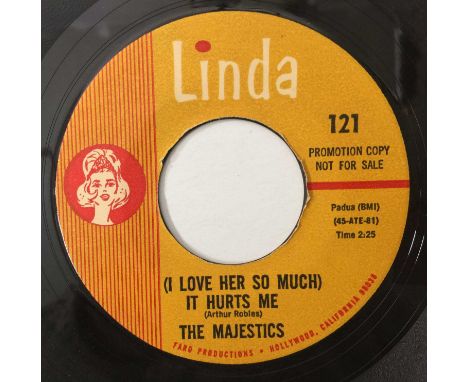 Linda
121
PROMOTION COPY
NOT FOR SALE
Padua (BMI)
(45-ATE-81)
Time 2:25
(I LOVE HER SO MUCH)
IT HURTS ME
(Arthur Robles)
THE MAJESTICS
FARO PRODUCTIONS • HOLLYWOOD, CALIFORNIA 90038